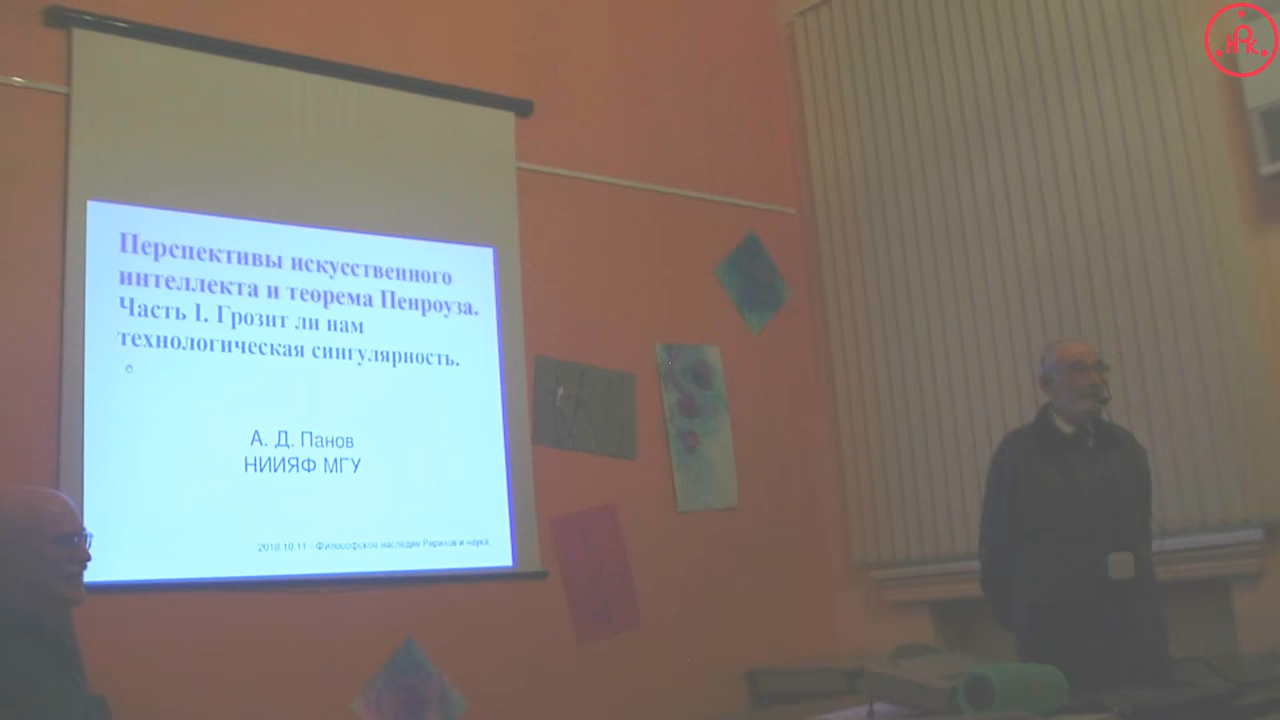 Перспективы искусственного
интеллекта и теорема Пенроуза.
Часть I. Грозит ли нам
технологическая сингулярность.
А. Д. Панов
НИИЯФ МГУ
2018.10.11 - Философское наследие Рерихов и наука